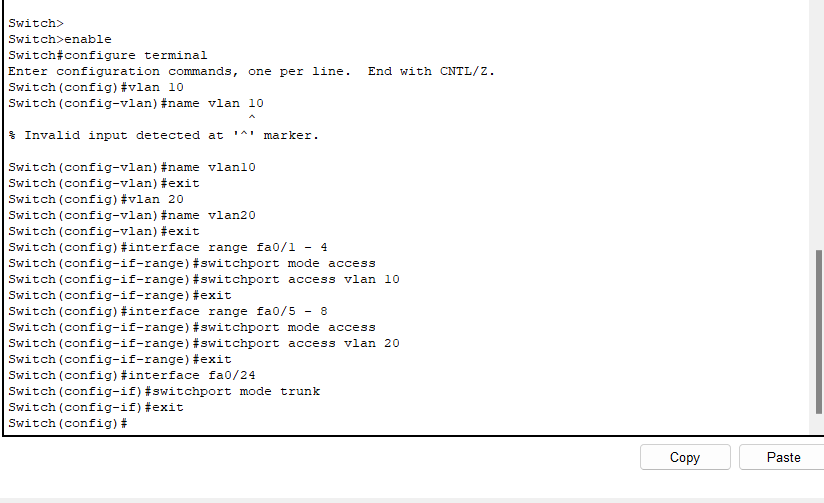 Switch>
Switch>enable
Switch#configure terminal
Enter configuration commands, one per line.  End with CNTL/Z.
Switch(config)#vlan 10
Switch(config-vlan)#name vlan 10
                              ^
% Invalid input detected at '^' marker.

Switch(config-vlan)#name vlan10
Switch(config-vlan)#exit
Switch(config)#vlan 20
Switch(config-vlan)#name vlan20
Switch(config-vlan)#exit
Switch(config)#interface range fa0/1 - 4
Switch(config-if-range)#switchport mode access
Switch(config-if-range)#switchport access vlan 10
Switch(config-if-range)#exit
Switch(config)#interface range fa0/5 - 8
Switch(config-if-range)#switchport mode access
Switch(config-if-range)#switchport access vlan 20
Switch(config-if-range)#exit
Switch(config)#interface fa0/24
Switch(config-if)#switchport mode trunk
Switch(config-if)#exit
Switch(config)#
Copy Paste